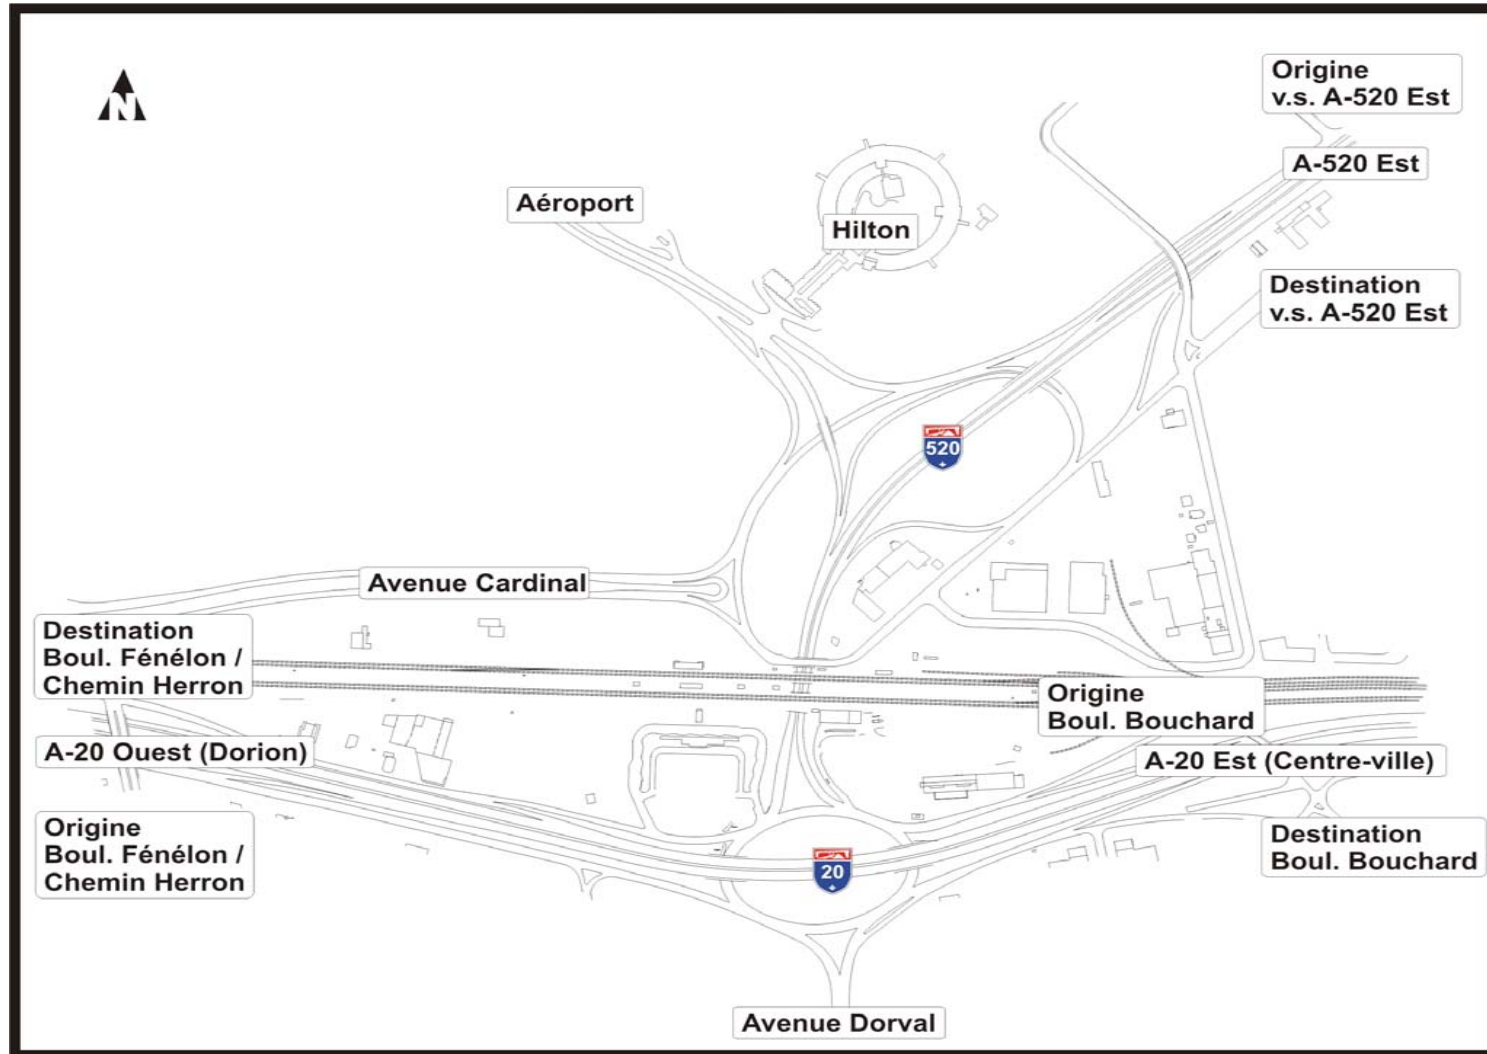 Origine
v.s. A-520 Est
N
A-520 Est
Aéroport
Hilton
Destination
v.s. A-520 Est
520
Avenue Cardinal
Destination
Boul. Fénélon /
Chemin Herron
Origine
Boul. Bouchard
A-20 Ouest (Dorion)
A-20 Est (Centre-ville)
Origine
Boul. Fénélon /
Chemin Herron
Destination
Boul. Bouchard
20
Avenue Dorval